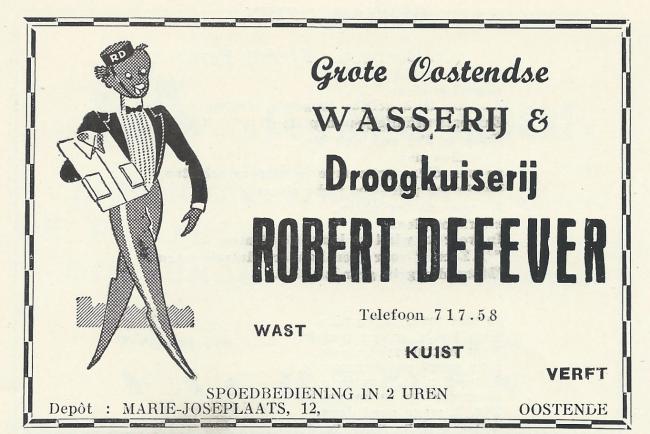 RD
Grote Oostendse
WASSERIJ &
Droogkuiserij
ROBERT DEFEVER
Telefoon 717.58
WAST
KUIST
VERFT
SPOEDBEDIENING IN 2 UREN
Depôt : MARIE-JOSEPLAATS, 12, OOSTENDE